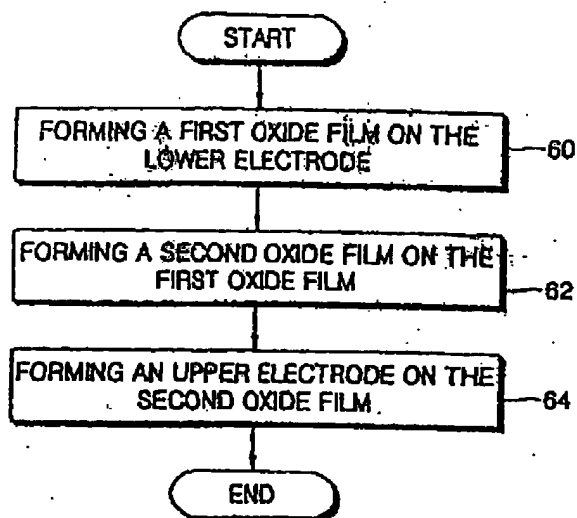 START
FORMING A FIRST OXIDE FILM ON THE
LOWER ELECTRODE
60
FORMING A SECOND OXIDE FILM ON THE
FIRST OXIDE FILM
62
FORMING AN UPPER ELECTRODE ON THE
SECOND OXIDE FILM
64
END